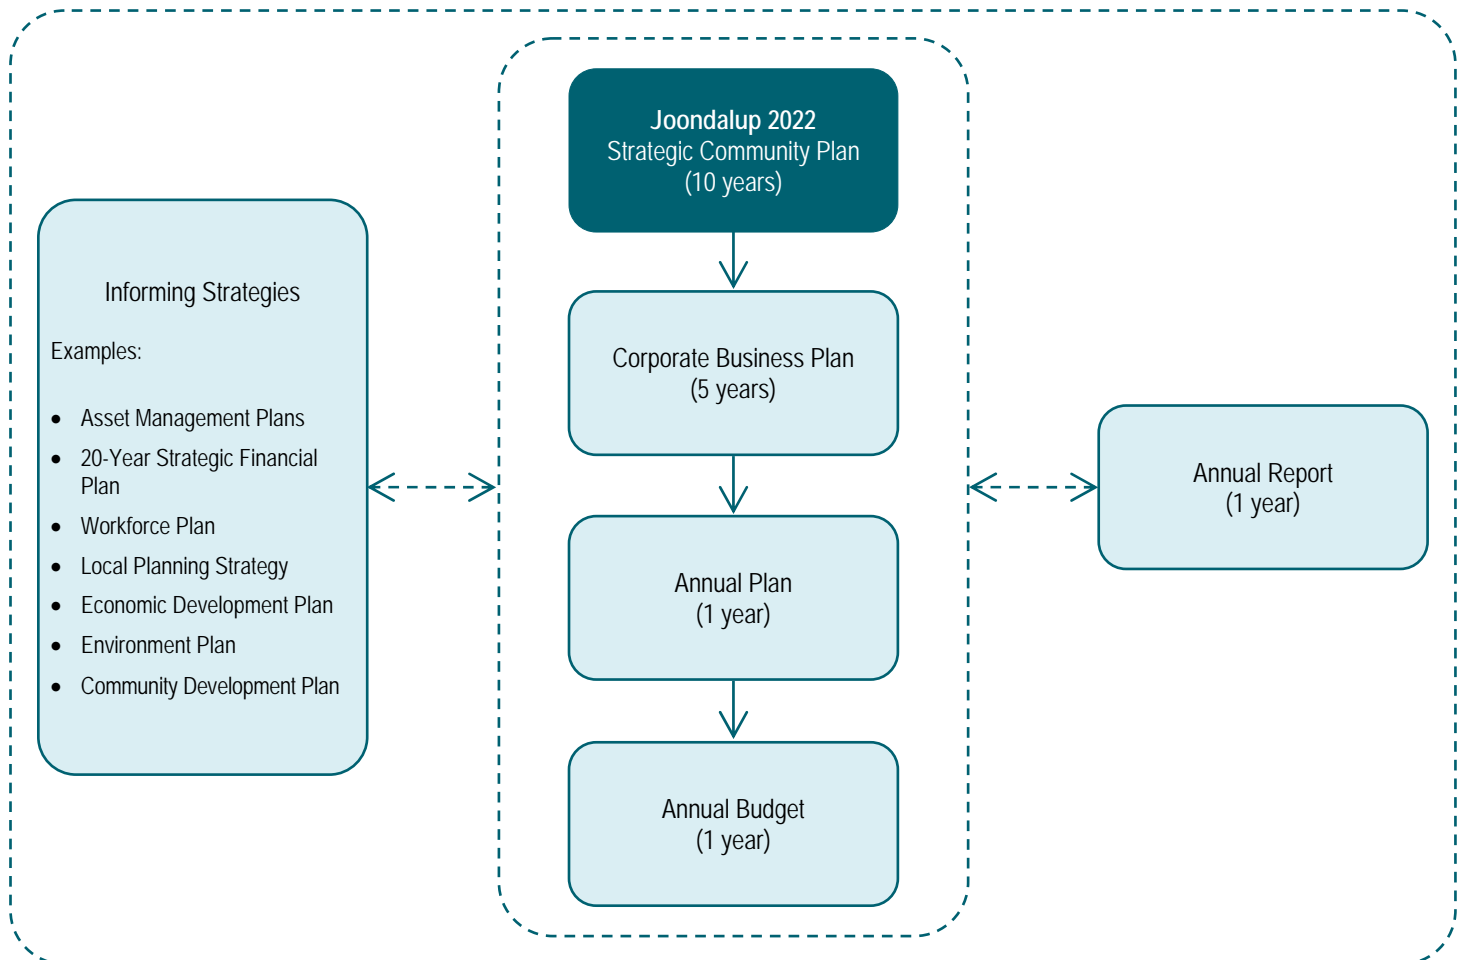 Joondalup 2022
Strategic Community Plan
(10 years)
Informing Strategies
Examples:
• Asset Management Plans
• 20-Year Strategic Financial
Plan
• Workforce Plan
• Local Planning Strategy
• Economic Development Plan
• Environment Plan
• Community Development Plan
Corporate Business Plan
(5 years)
Annual Plan
(1 year)
Annual Budget
(1 year)
Annual Report
(1 year)